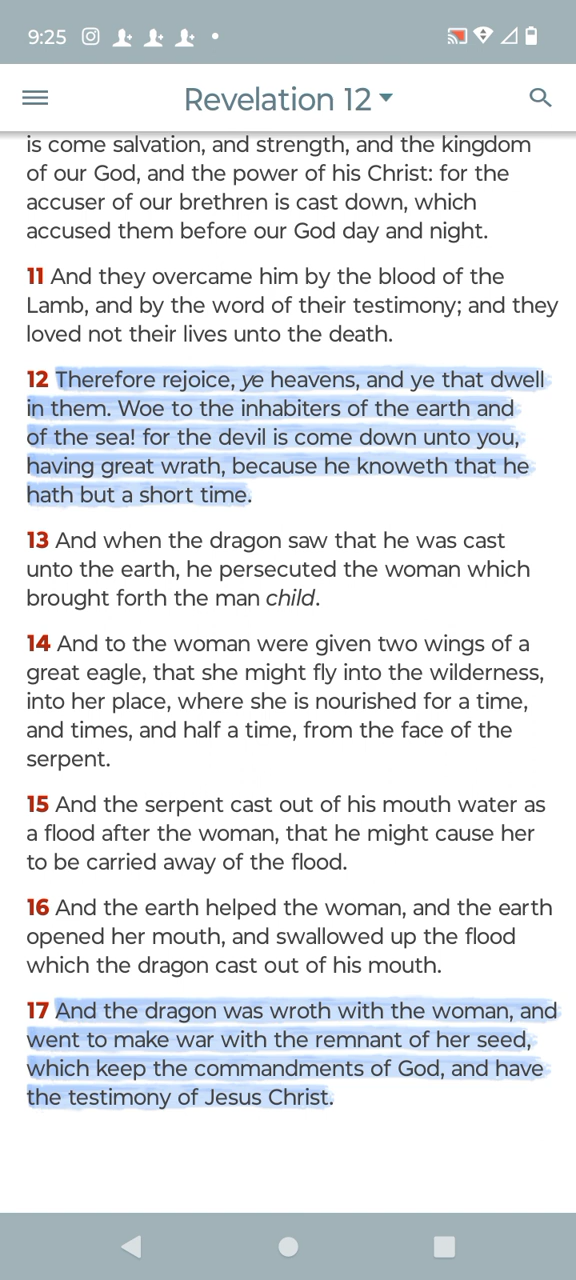 9:25
Revelation 12
is come salvation, and strength, and the kingdom
of our God, and the power of his Christ: for the
accuser of our brethren is cast down, which
accused them before our God day and night.
11 And they overcame him by the blood of the
Lamb, and by the word of their testimony; and they
loved not their lives unto the death.
12 Therefore rejoice, ye heavens, and ye that dwell
in them. Woe to the inhabiters of the earth and
of the sea! for the devil is come down unto you,
having great wrath, because he knoweth that he
hath but a short time.
13 And when the dragon saw that he was cast
unto the earth, he persecuted the woman which
brought forth the man child.
14 And to the woman were given two wings of a
great eagle, that she might fly into the wilderness,
into her place, where she is nourished for a time,
and times, and half a time, from the face of the
serpent.
15 And the serpent cast out of his mouth water as
a flood after the woman, that he might cause her
to be carried away of the flood.
16 And the earth helped the woman, and the earth
opened her mouth, and swallowed up the flood
which the dragon cast out of his mouth.
17 And the dragon was wroth with the woman, and
went to make war with the remnant of her seed,
which keep the commandments of God, and have
the testimony of Jesus Christ.